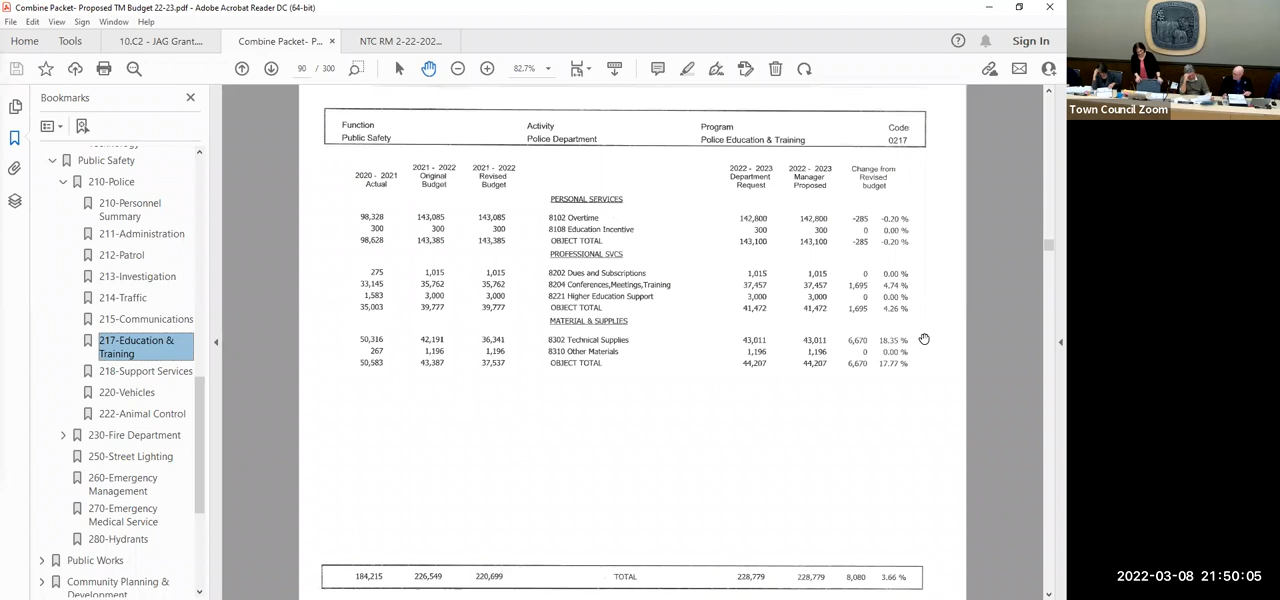 Combine Packet- Proposed TM Budget 22-23.pdf - Adobe Acrobat Reader DC (64-bit)
File Edit View Sign Window Help
Home Tools 10.C2 - JAG Grant.... Combine Packet- P... × NTC RM 2-22-202... Sign In
90 / 300 82.7%
Bookmarks
Public Safety
210-Police
210-Personnel
Summary
211-Administration
212-Patrol
213-Investigation
214-Traffic
215-Communications
217-Education &
Training
218-Support Services
220-Vehicles
222-Animal Control
230-Fire Department
250-Street Lighting
260-Emergency
Management
270-Emergency
Medical Service
280-Hydrants
Public Works
Community Planning &
Development
Function Activity Program Code
Public Safety Police Department Police Education & Training 0217
2020 - 2021 Actual 2021 - 2022 Original Budget 2021 - 2022 Revised Budget 2022 - 2023 Department Request 2022 - 2023 Manager Proposed Change from Revised budget
PERSONAL SERVICES
98,328 143,085 143,085 8102 Overtime 142,800 142,800 -285 -0.20 %
300 300 300 8108 Education Incentive 300 300 0 0.00 %
98,628 143,385 143,385 OBJECT TOTAL 143,100 143,100 -285 -0.20 %
PROFESSIONAL SVCS
275 1,015 1,015 8202 Dues and Subscriptions 1,015 1,015 0 0.00 %
33,145 35,762 35,762 8204 Conferences,Meetings,Training 37,457 37,457 1,695 4.74 %
1,583 3,000 3,000 8221 Higher Education Support 3,000 3,000 0 0.00 %
35,003 39,777 39,777 OBJECT TOTAL 41,472 41,472 1,695 4.26 %
MATERIAL & SUPPLIES
50,316 42,191 36,341 8302 Technical Supplies 43,011 43,011 6,670 18.35 %
267 1,196 1,196 8310 Other Materials 1,196 1,196 0 0.00 %
50,583 43,387 37,537 OBJECT TOTAL 44,207 44,207 6,670 17.77 %
184,215 226,549 220,699 TOTAL 228,779 228,779 8,080 3.66 %
Town Council Zoom
2022-03-08 21:50:05